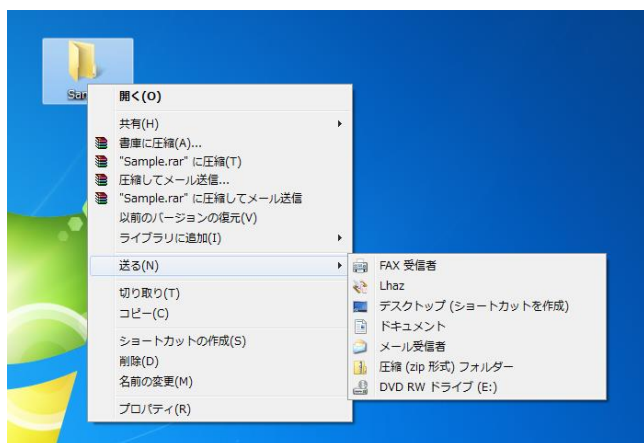 San
開く(O)
共有(H)
書庫に圧縮(A)...
"Sample.rar" に圧縮(T)
圧縮してメール送信...
"Sample.rar" に圧縮してメール送信
以前のバージョンの復元(V)
ライブラリに追加(I)
送る(N)
切り取り(T)
コピー(C)
ショートカットの作成(S)
削除(D)
名前の変更(M)
プロパティ(R)
FAX 受信者
Lhaz
デスクトップ (ショートカットを作成)
ドキュメント
メール受信者
圧縮 (zip 形式) フォルダー
DVD RW ドライブ (E:)